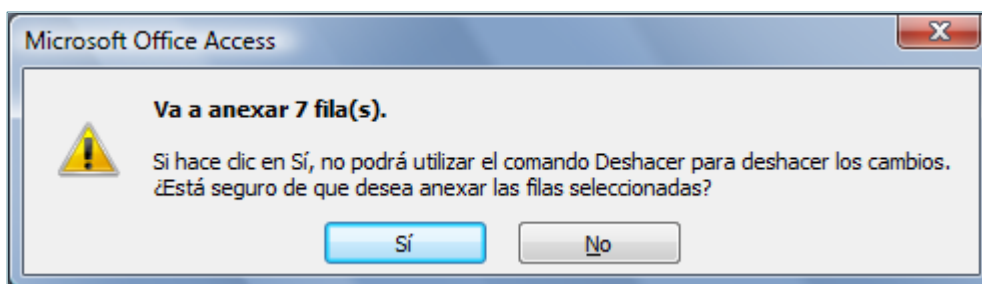 Microsoft Office Access
Va a anexar 7 fila(s).
Si hace clic en Sí, no podrá utilizar el comando Deshacer para deshacer los cambios.
¿Está seguro de que desea anexar las filas seleccionadas?
Sí
No